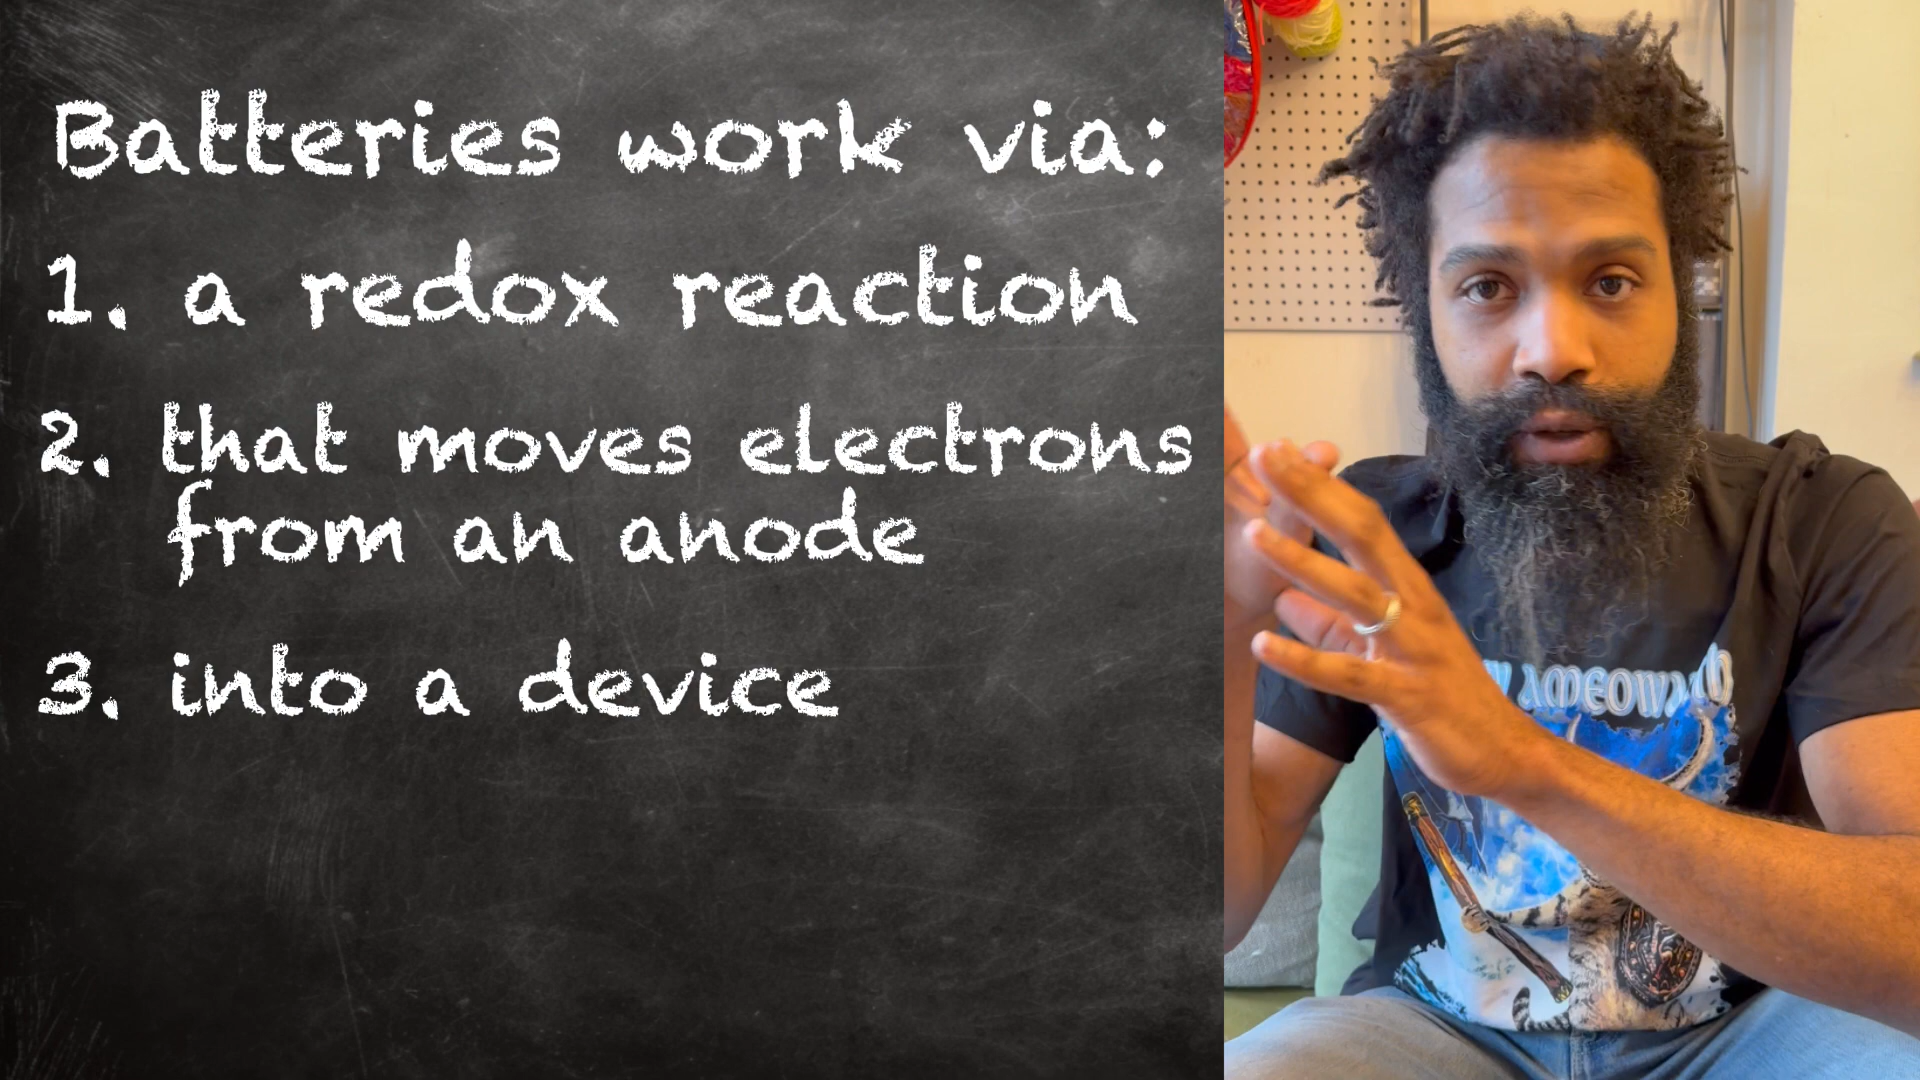 Batteries work via:
1. a redox reaction
2. that moves electrons
from an anode
3. into a device